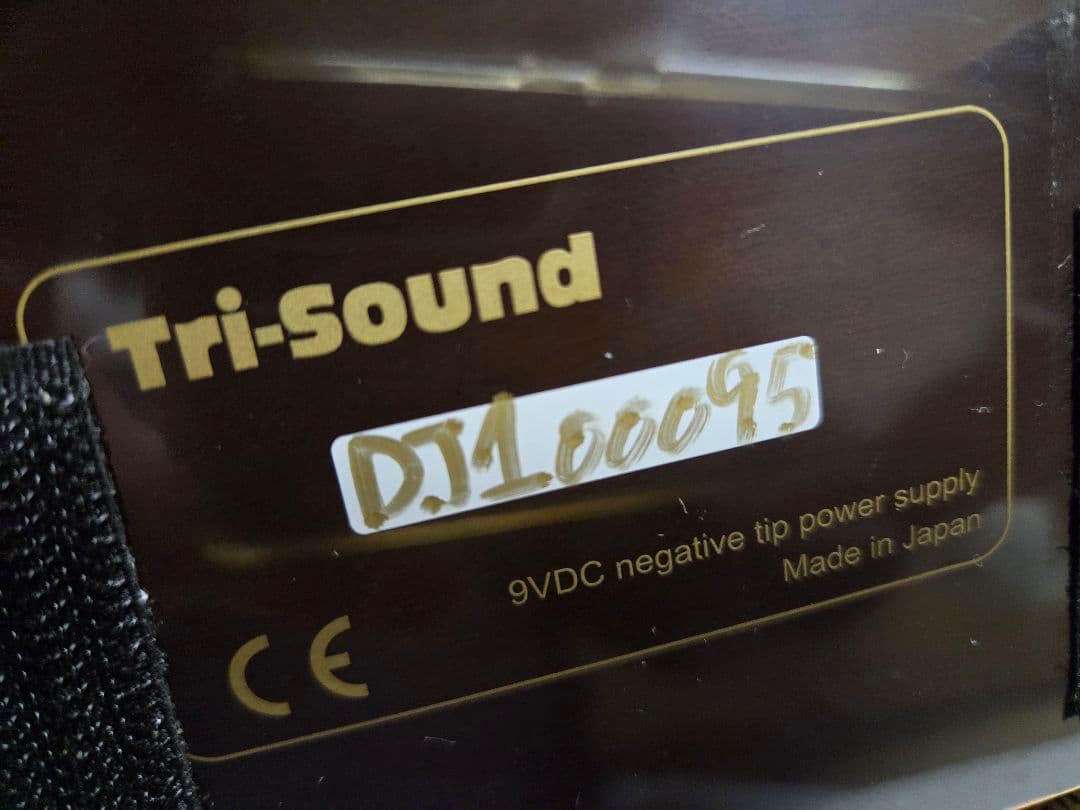 Tri-Sound
DJ100095
9VDC negative tip power supply
Made in Japan
CE